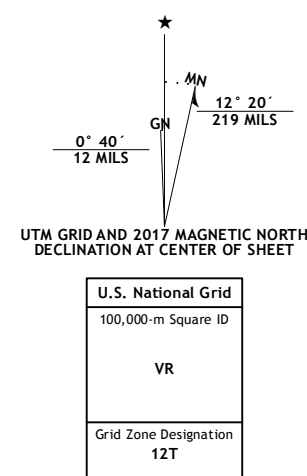 ★
MN
GN
12° 20´
219 MILS
0° 40´
12 MILS
UTM GRID AND 2017 MAGNETIC NORTH
DECLINATION AT CENTER OF SHEET
U.S. National Grid
100,000-m Square ID
VR
Grid Zone Designation
12T